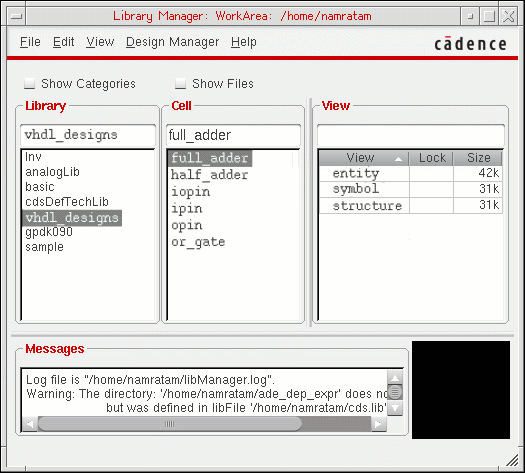 Library Manager: WorkArea: /home/namratam
File Edit View Design Manager Help
cādence
Show Categories Show Files
Library Cell View
vhdl_designs full_adder
Inv
analogLib
basic
cdsDefTechLib
vhdl_designs
gpdk090
sample
full_adder
half_adder
iopin
ipin
opin
or_gate
View Lock Size
entity 42k
symbol 31k
structure 31k
Messages
Log file is "/home/namratam/libManager.log".
Warning: The directory: '/home/namratam/ade_dep_expr' does no
but was defined in libFile '/home/namratam/cds.lib'